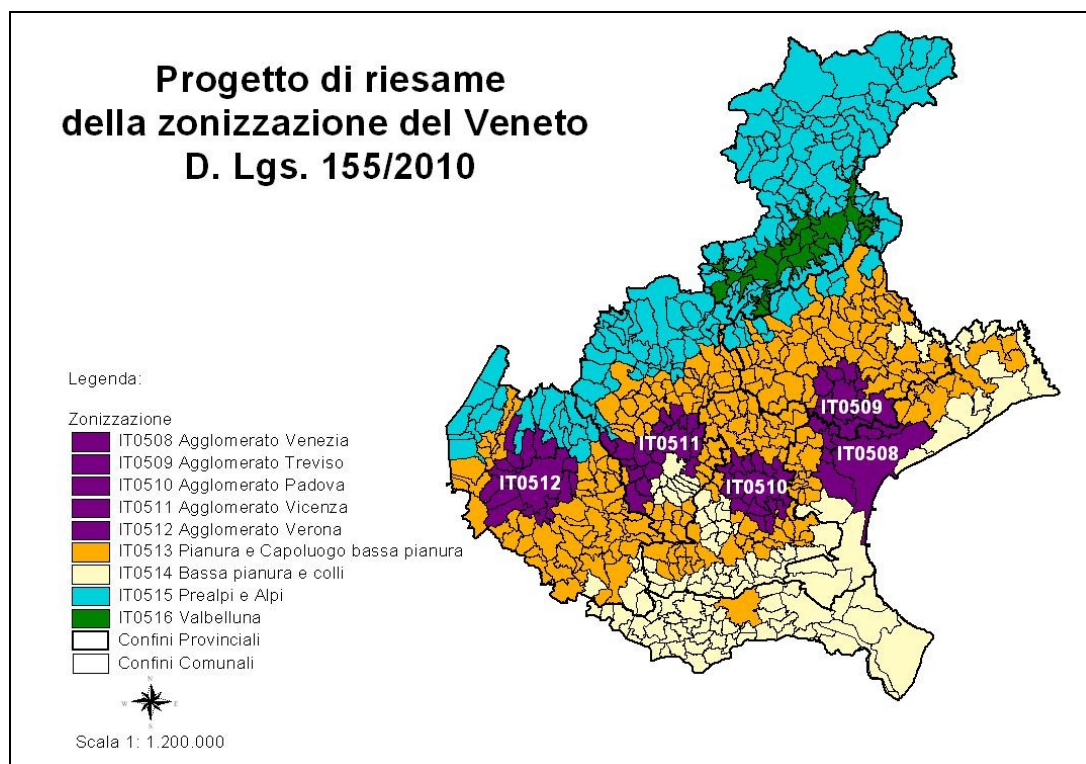 Progetto di riesame
della zonizzazione del Veneto
D. Lgs. 155/2010
Legenda:
Zonizzazione
IT0508 Agglomerato Venezia
IT0509 Agglomerato Treviso
IT0510 Agglomerato Padova
IT0511 Agglomerato Vicenza
IT0512 Agglomerato Verona
IT0513 Pianura e Capoluogo bassa pianura
IT0514 Bassa pianura e colli
IT0515 Prealpi e Alpi
IT0516 Valbelluna
Confini Provinciali
Confini Comunali
N
W E
S
Scala 1: 1.200.000
IT0509
IT0511
IT0508
IT0512
IT0510